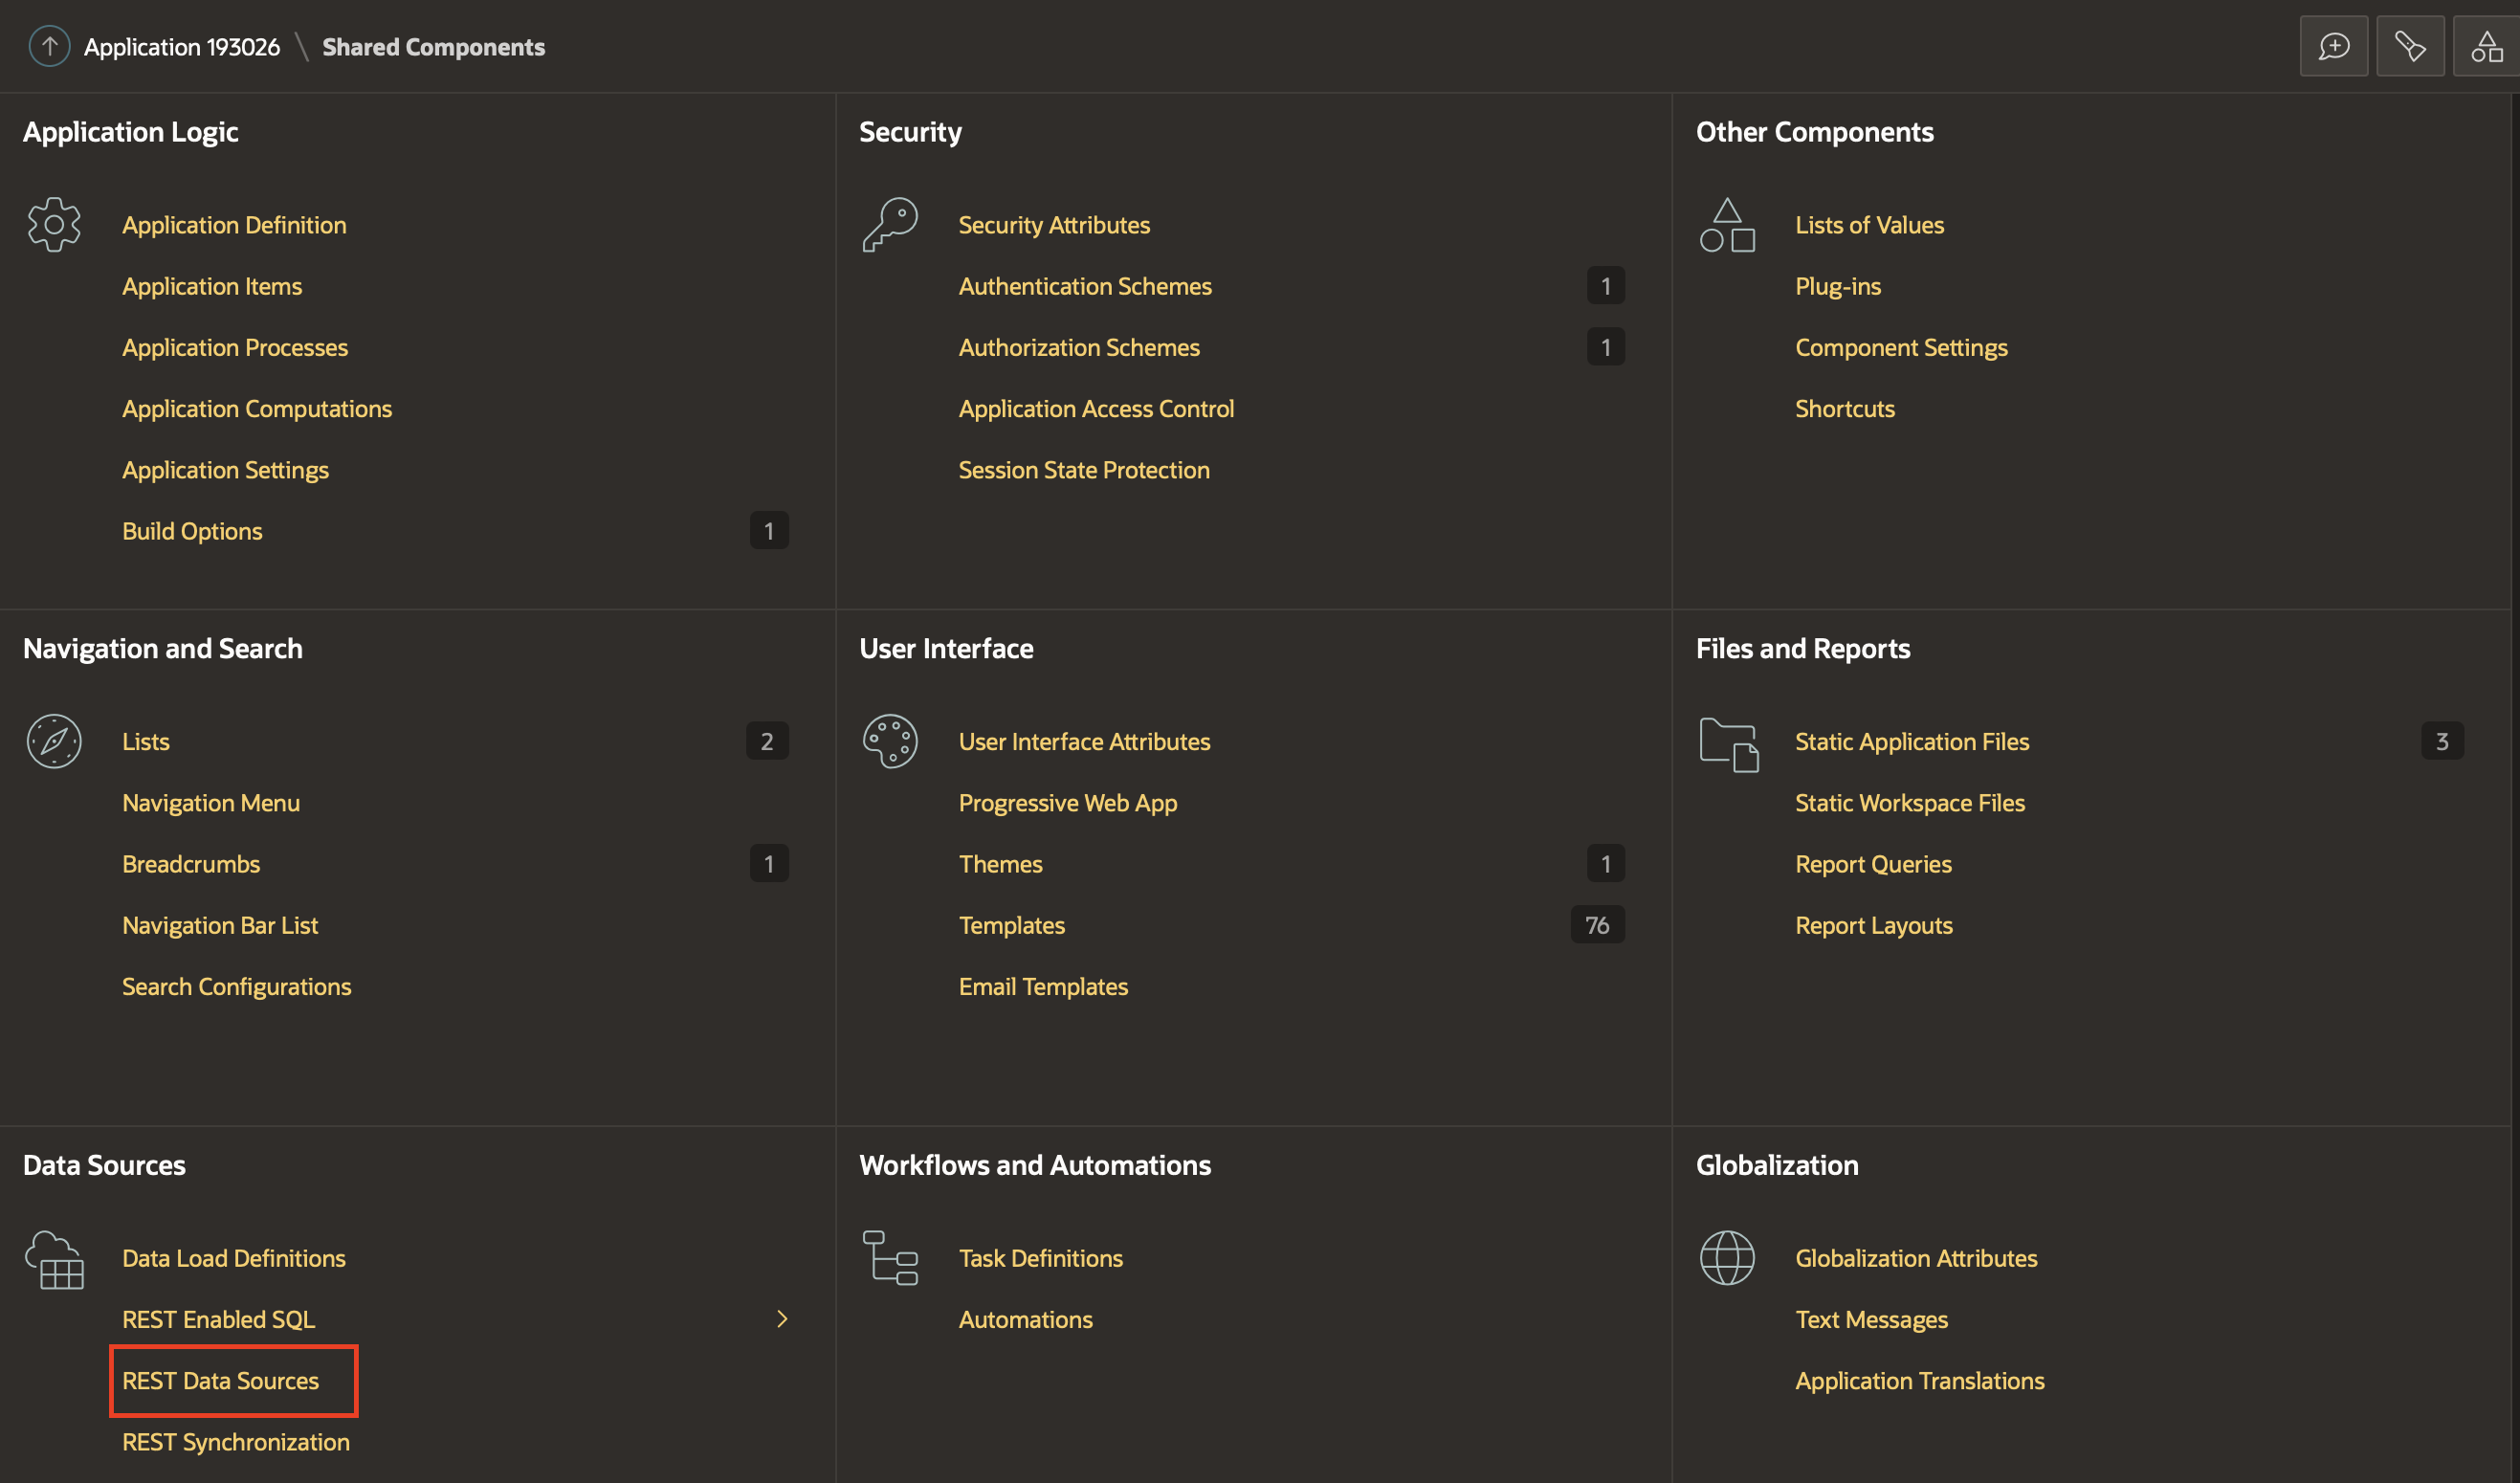 Application 193026 \ Shared Components
Application Logic
Application Definition
Application Items
Application Processes
Application Computations
Application Settings
Build Options 1
Security
Security Attributes
Authentication Schemes 1
Authorization Schemes 1
Application Access Control
Session State Protection
Other Components
Lists of Values
Plug-ins
Component Settings
Shortcuts
Navigation and Search
Lists 2
Navigation Menu
Breadcrumbs 1
Navigation Bar List
Search Configurations
User Interface
User Interface Attributes
Progressive Web App
Themes 1
Templates 76
Email Templates
Files and Reports
Static Application Files 3
Static Workspace Files
Report Queries
Report Layouts
Data Sources
Data Load Definitions
REST Enabled SQL
REST Data Sources
REST Synchronization
Workflows and Automations
Task Definitions
Automations
Globalization
Globalization Attributes
Text Messages
Application Translations